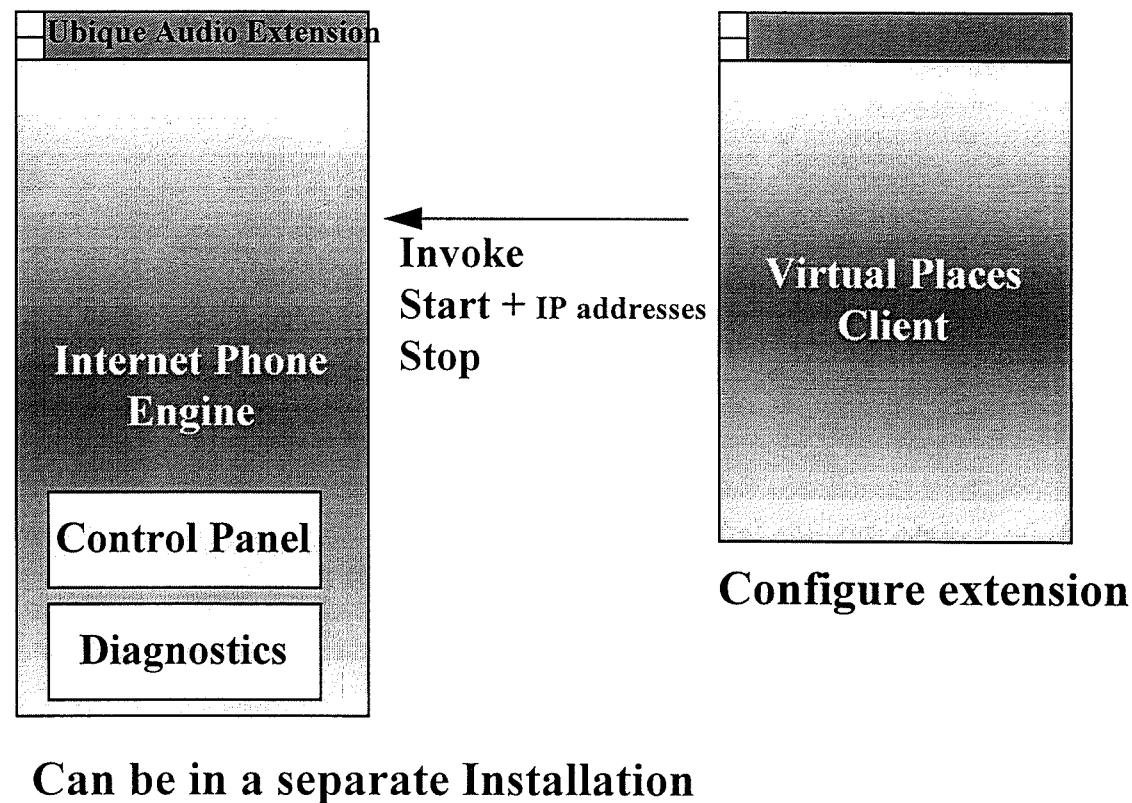 Ubique Audio Extension
Internet Phone
Engine
Control Panel
Diagnostics
Invoke
Start + IP addresses
Stop
Virtual Places
Client
Configure extension
Can be in a separate Installation